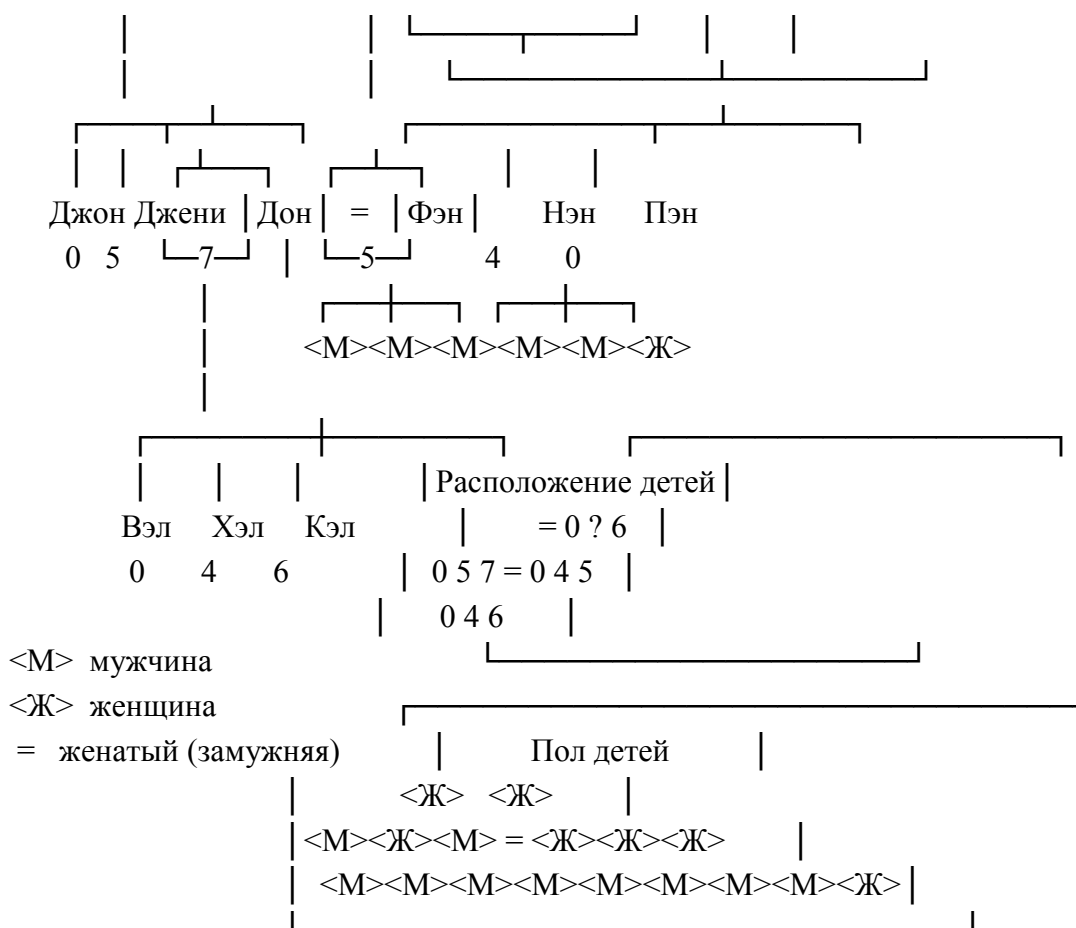 Джон Джени Дон = Фэн Нэн Пэн
0 5 7 5 4 0
<М><М><М><М><М><Ж>
Расположение детей
Вэл Хэл Кэл = 0 ? 6
0 4 6 0 5 7 = 0 4 5
0 4 6
<М> мужчина
<Ж> женщина
= женатый (замужняя) Пол детей
<Ж> <Ж>
<М><Ж><М> = <Ж><Ж><Ж>
<М><М><М><М><М><М><М><М><Ж>